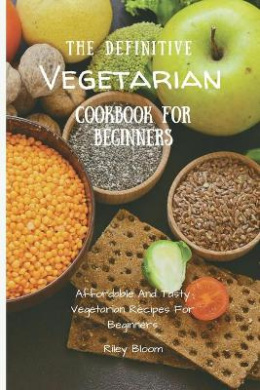 THE DEFINITIVE
VEGETARIAN
COOKBOOK FOR
BEGINNERS
Affordable And Tasty
Vegetarian Recipes For
Beginners
Riley Bloom